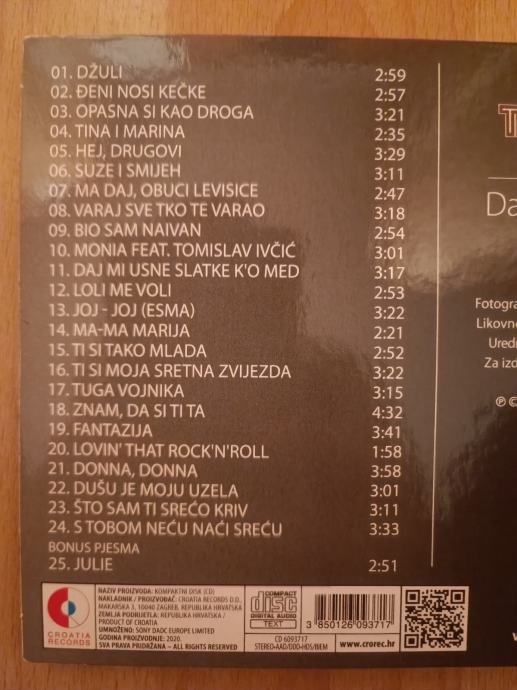 01. DŽULI 2:59
02. ĐENI NOSI KEČKE 2:57
03. OPASNA SI KAO DROGA 3:21
04. TINA I MARINA 2:35
05. HEJ, DRUGOVI 3:29
06. SUZE I SMIJEH 3:11
07. MA DAJ, OBUCI LEVISICE 2:47
08. VARAJ SVE TKO TE VARAO 3:18
09. BIO SAM NAIVAN 2:54
10. MONIA FEAT. TOMISLAV IVČIĆ 3:01
11. DAJ MI USNE SLATKE K'O MED 3:17
12. LOLI ME VOLI 2:53
13. JOJ - JOJ (ESMA) 3:22
14. MA-MA MARIJA 2:21
15. TI SI TAKO MLADA 2:52
16. TI SI MOJA SRETNA ZVIJEZDA 3:22
17. TUGA VOJNIKA 3:15
18. ZNAM, DA SI TI TA 4:32
19. FANTAZIJA 3:41
20. LOVIN' THAT ROCK'N'ROLL 1:58
21. DONNA, DONNA 3:58
22. DUŠU JE MOJU UZELA 3:01
23. ŠTO SAM TI SREĆO KRIV 3:11
24. S TOBOM NEĆU NAĆI SREĆU 3:33
BONUS PJESMA
25. JULIE 2:51
T
Da
Fotogra
Likovno
Uredn
Za izd
℗ ©
CROATIA
RECORDS
NAZIV PROIZVODA: KOMPAKTNI DISK (CD)
NAKLADNIK / PROIZVOĐAČ: CROATIA RECORDS D.D.,
MAKARSKA 3, 10040 ZAGREB, REPUBLIKA HRVATSKA
ZEMLJA PODRIJETLA: REPUBLIKA HRVATSKA /
PRODUCT OF CROATIA
UMNOŽENO: SONY DADC EUROPE LIMITED
GODINA PROIZVODNJE: 2020.
SVA PRAVA PRIDRŽANA – ALL RIGHTS RESERVED
COMPACT
disc
DIGITAL AUDIO
TEXT
3 850126 093717
CD 6093717
STEREO-AAD/DDD-HDS/IBEM
www.crorec.hr
w